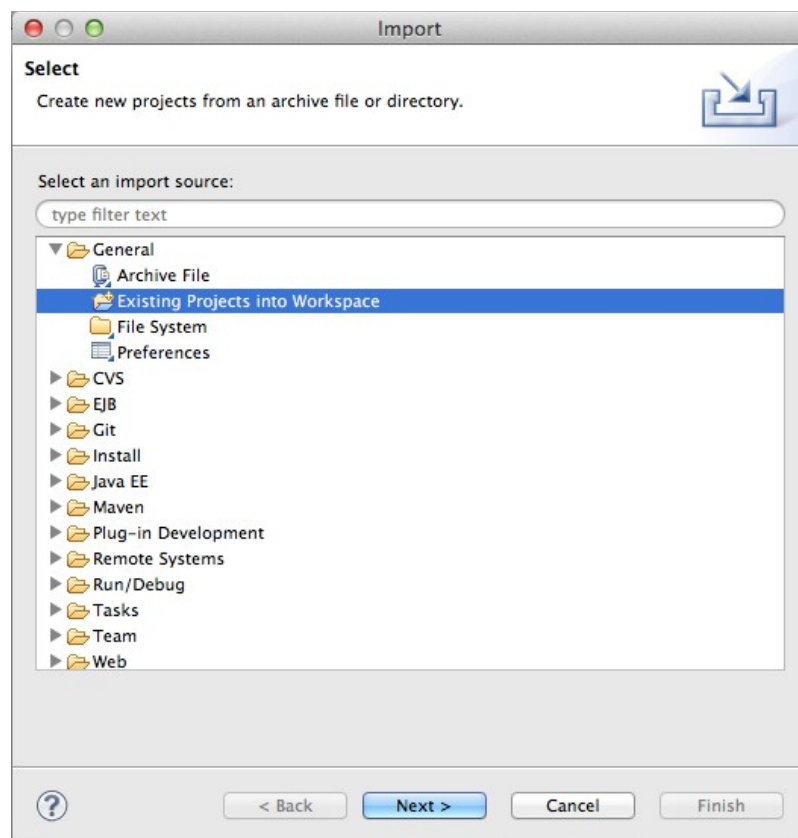 Import
Select
Create new projects from an archive file or directory.
Select an import source:
type filter text
General
Archive File
Existing Projects into Workspace
File System
Preferences
CVS
EJB
Git
Install
Java EE
Maven
Plug-in Development
Remote Systems
Run/Debug
Tasks
Team
Web
? < Back Next > Cancel Finish